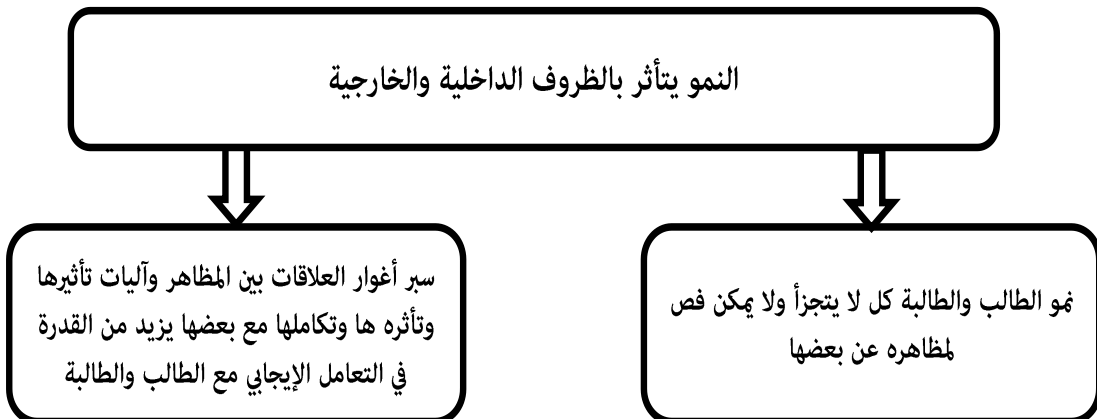 النمو يتأثر بالظروف الداخلية والخارجية
نمو الطالب والطالبة كل لا يتجزأ ولا يمكن فص
لمظاهره عن بعضها
سبر أغوار العلاقات بين المظاهر وآليات تأثيرها
وتأثره ها وتكاملها مع بعضها يزيد من القدرة
في التعامل الإيجابي مع الطالب والطالبة